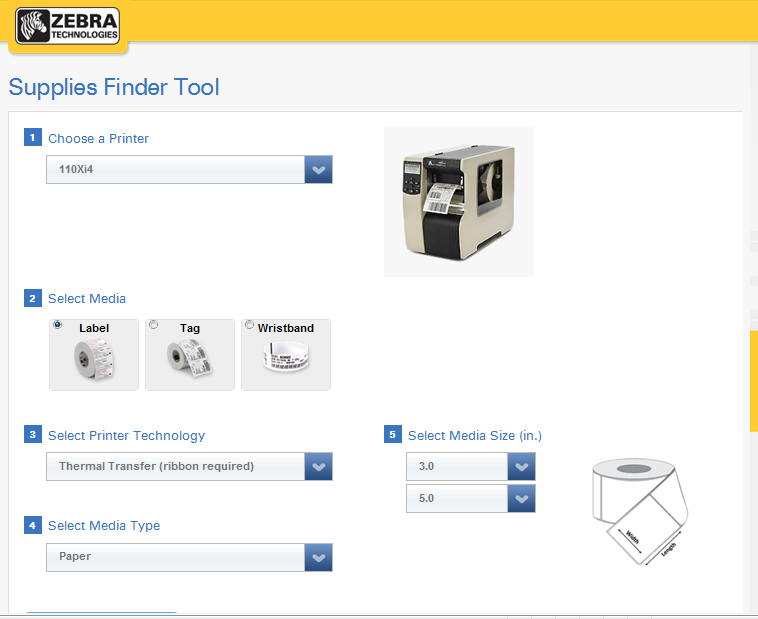 ZEBRA
TECHNOLOGIES
Supplies Finder Tool
1 Choose a Printer
110Xi4
2 Select Media
Label Tag Wristband
3 Select Printer Technology
Thermal Transfer (ribbon required)
4 Select Media Type
Paper
5 Select Media Size (in.)
3.0
5.0
Width
Length